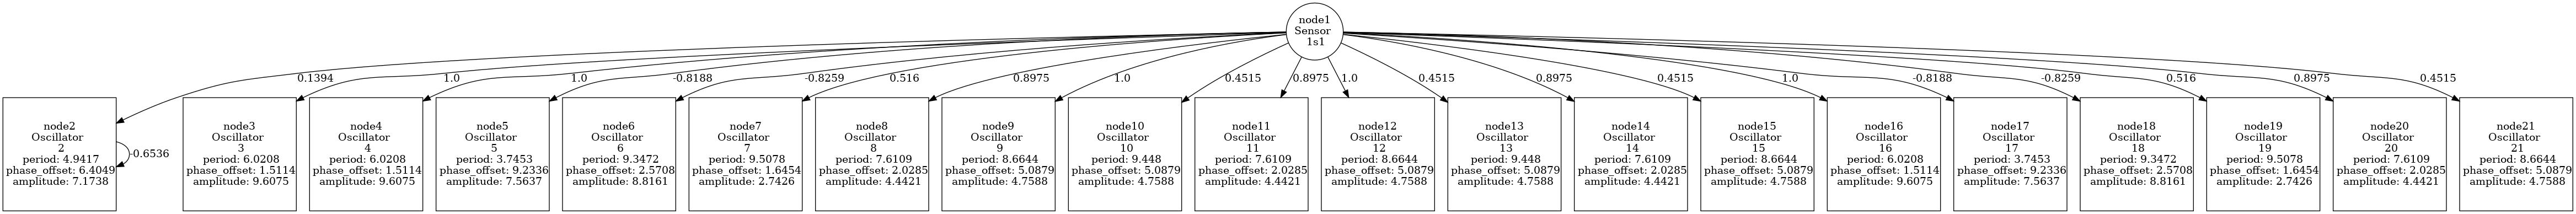 node1
Sensor
1s1
0.1394
1.0
1.0
-0.8188
-0.8259
0.516
0.8975
1.0
0.4515
0.8975
1.0
0.4515
0.8975
0.4515
1.0
-0.8188
-0.8259
0.516
0.8975
0.4515
node2
Oscillator
2
period: 4.9417
phase_offset: 6.4049
amplitude: 7.1738
-0.6536
node3
Oscillator
3
period: 6.0208
phase_offset: 1.5114
amplitude: 9.6075
node4
Oscillator
4
period: 6.0208
phase_offset: 1.5114
amplitude: 9.6075
node5
Oscillator
5
period: 3.7453
phase_offset: 9.2336
amplitude: 7.5637
node6
Oscillator
6
period: 9.3472
phase_offset: 2.5708
amplitude: 8.8161
node7
Oscillator
7
period: 9.5078
phase_offset: 1.6454
amplitude: 2.7426
node8
Oscillator
8
period: 7.6109
phase_offset: 2.0285
amplitude: 4.4421
node9
Oscillator
9
period: 8.6644
phase_offset: 5.0879
amplitude: 4.7588
node10
Oscillator
10
period: 9.448
phase_offset: 5.0879
amplitude: 4.7588
node11
Oscillator
11
period: 7.6109
phase_offset: 2.0285
amplitude: 4.4421
node12
Oscillator
12
period: 8.6644
phase_offset: 5.0879
amplitude: 4.7588
node13
Oscillator
13
period: 9.448
phase_offset: 5.0879
amplitude: 4.7588
node14
Oscillator
14
period: 7.6109
phase_offset: 2.0285
amplitude: 4.4421
node15
Oscillator
15
period: 8.6644
phase_offset: 5.0879
amplitude: 4.7588
node16
Oscillator
16
period: 6.0208
phase_offset: 1.5114
amplitude: 9.6075
node17
Oscillator
17
period: 3.7453
phase_offset: 9.2336
amplitude: 7.5637
node18
Oscillator
18
period: 9.3472
phase_offset: 2.5708
amplitude: 8.8161
node19
Oscillator
19
period: 9.5078
phase_offset: 1.6454
amplitude: 2.7426
node20
Oscillator
20
period: 7.6109
phase_offset: 2.0285
amplitude: 4.4421
node21
Oscillator
21
period: 8.6644
phase_offset: 5.0879
amplitude: 4.7588